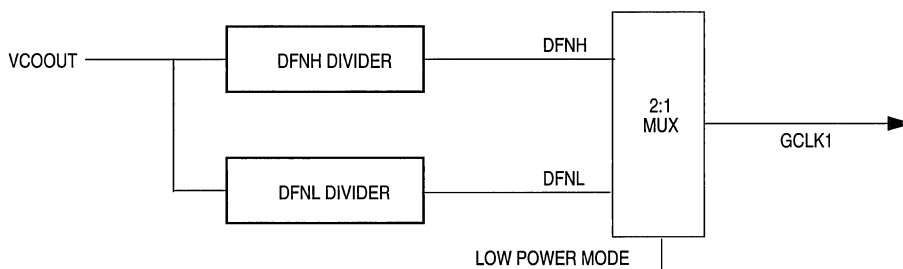 DFNH
VCOOUT
DFNH DIVIDER
2:1
MUX
GCLK1
DFNL
DFNL DIVIDER
LOW POWER MODE